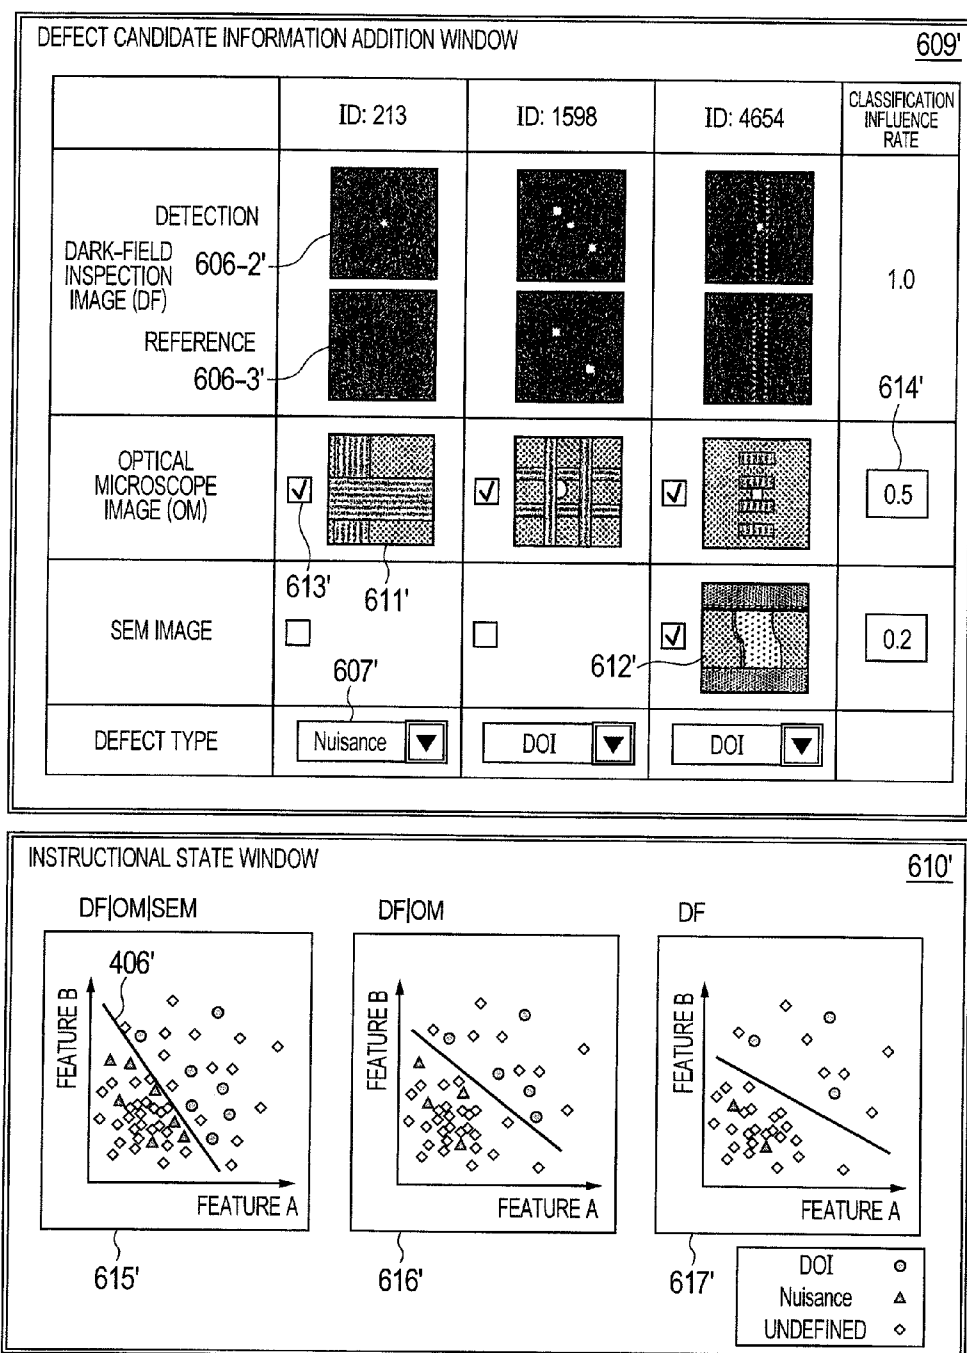 DEFECT CANDIDATE INFORMATION ADDITION WINDOW
609'
ID: 213
ID: 1598
ID: 4654
CLASSIFICATION
INFLUENCE
RATE
DETECTION
DARK-FIELD
INSPECTION
IMAGE (DF)
606-2'
REFERENCE
606-3'
1.0
614'
OPTICAL
MICROSCOPE
IMAGE (OM)
0.5
613'
611'
SEM IMAGE
612'
0.2
607'
DEFECT TYPE
Nuisance
DOI
DOI
INSTRUCTIONAL STATE WINDOW
610'
DF|OM|SEM
DF|OM
DF
406'
FEATURE B
FEATURE A
FEATURE B
FEATURE A
FEATURE B
FEATURE A
615'
616'
617'
DOI
Nuisance
UNDEFINED